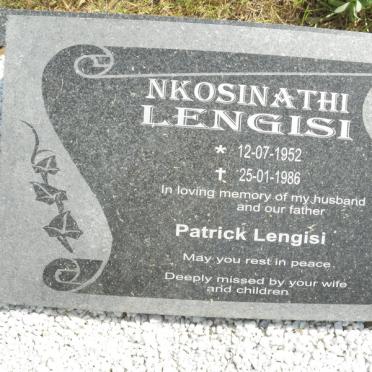 NKOSINATHI
LENGISI
* 12-07-1952
✝ 25-01-1986
In loving memory of my husband
and our father
Patrick Lengisi
May you rest in peace
Deeply missed by your wife
and children